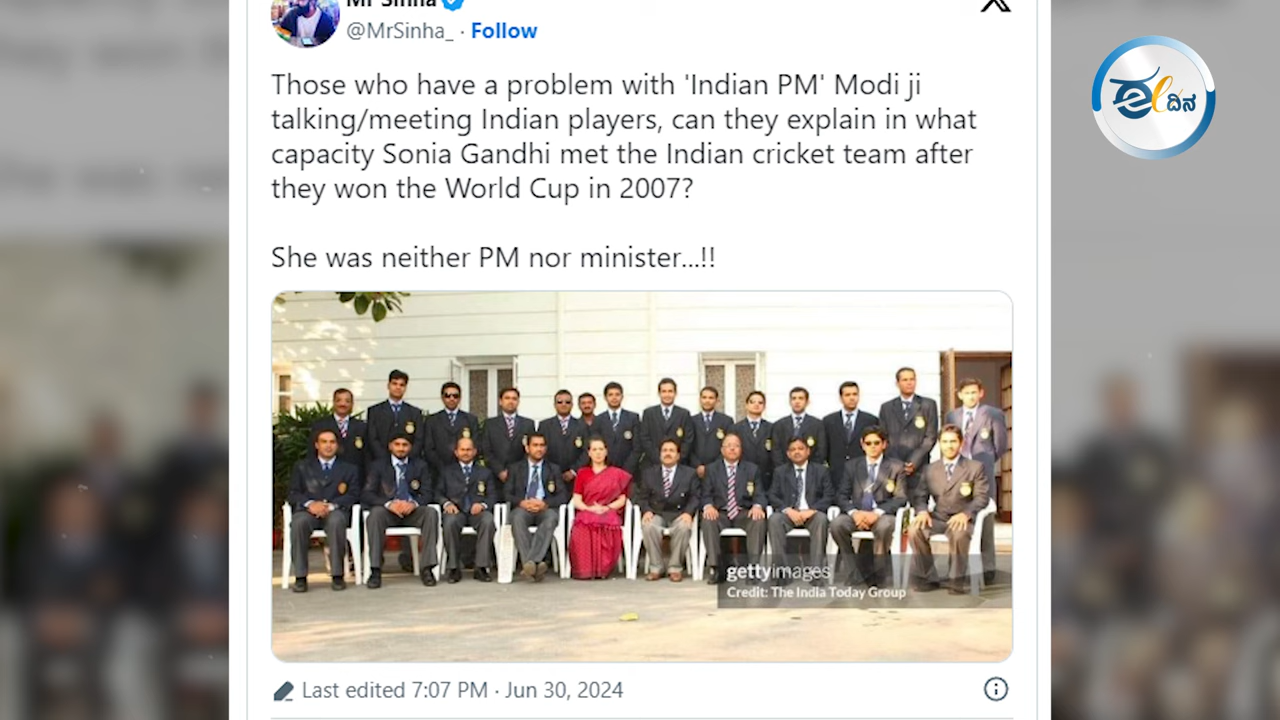 Mr Sinha
@MrSinha_ · Follow
Those who have a problem with 'Indian PM' Modi ji
talking/meeting Indian players, can they explain in what
capacity Sonia Gandhi met the Indian cricket team after
they won the World Cup in 2007?
She was neither PM nor minister...!!
gettyimages
Credit: The India Today Group
Last edited 7:07 PM · Jun 30, 2024
ದಿನ